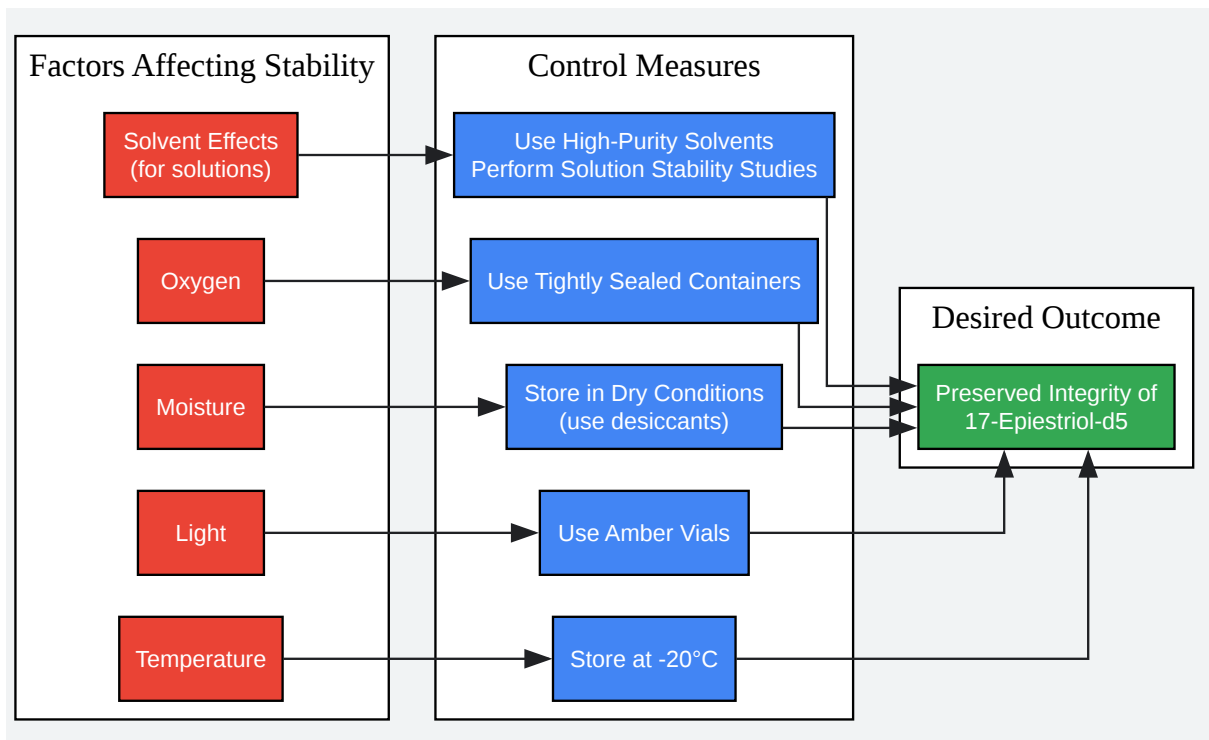 Factors Affecting Stability
Solvent Effects
(for solutions)
Oxygen
Moisture
Light
Temperature
Control Measures
Use High-Purity Solvents
Perform Solution Stability Studies
Use Tightly Sealed Containers
Store in Dry Conditions
(use desiccants)
Use Amber Vials
Store at -20°C
Desired Outcome
Preserved Integrity of
17-Epiestriol-d5